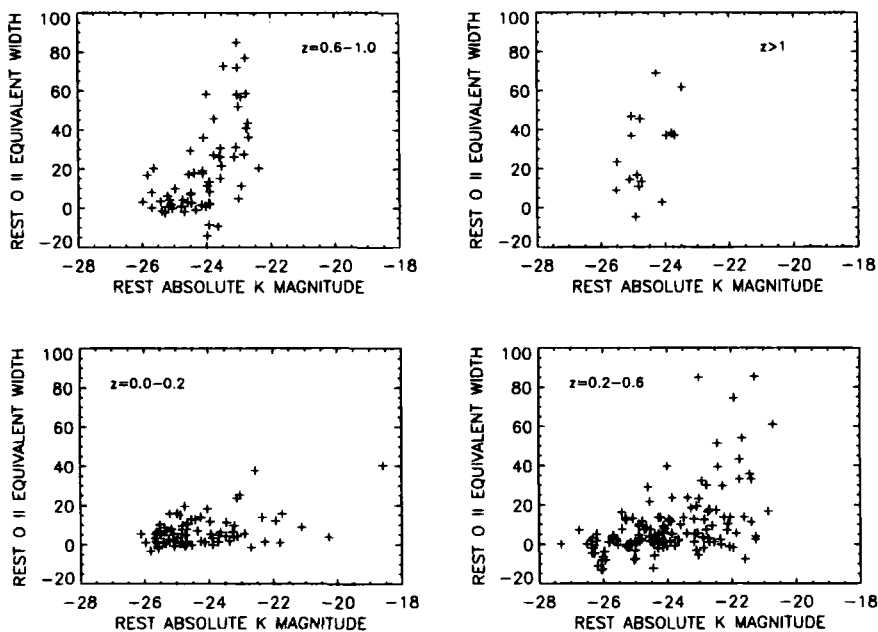 REST O II EQUIVALENT WIDTH
100
80
60
40
20
0
−20
z=0.6−1.0
−28 −26 −24 −22 −20 −18
REST ABSOLUTE K MAGNITUDE
REST O II EQUIVALENT WIDTH
100
80
60
40
20
0
−20
z>1
−28 −26 −24 −22 −20 −18
REST ABSOLUTE K MAGNITUDE
REST O II EQUIVALENT WIDTH
100
80
60
40
20
0
−20
z=0.0−0.2
−28 −26 −24 −22 −20 −18
REST ABSOLUTE K MAGNITUDE
REST O II EQUIVALENT WIDTH
100
80
60
40
20
0
−20
z=0.2−0.6
−28 −26 −24 −22 −20 −18
REST ABSOLUTE K MAGNITUDE